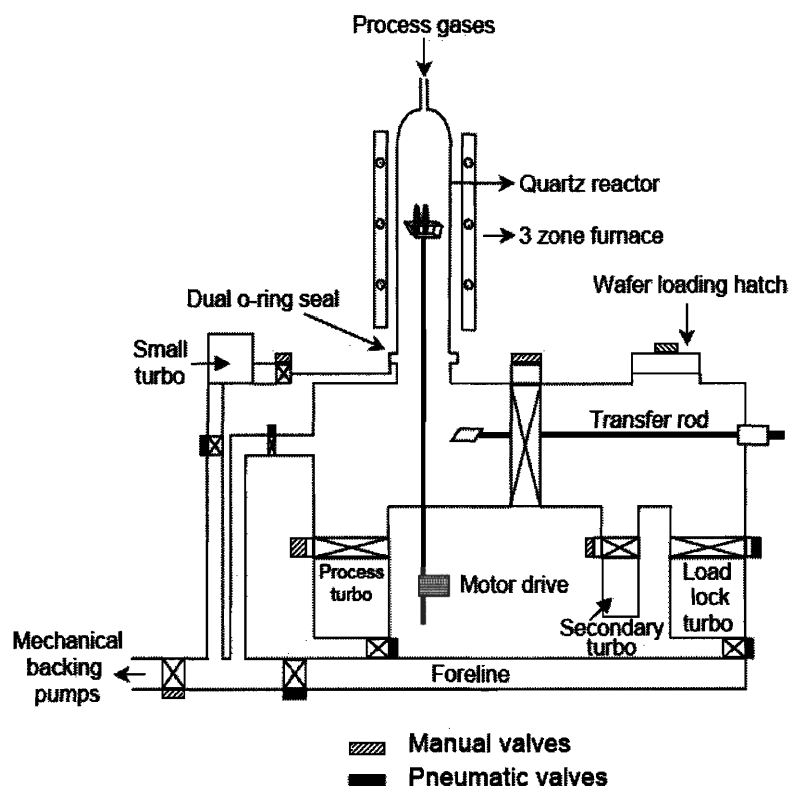 Process gases
Quartz reactor
3 zone furnace
Wafer loading hatch
Dual o-ring seal
Small
turbo
Transfer rod
Process
turbo
Motor drive
Load
lock
turbo
Secondary
turbo
Mechanical
backing
pumps
Foreline
Manual valves
Pneumatic valves